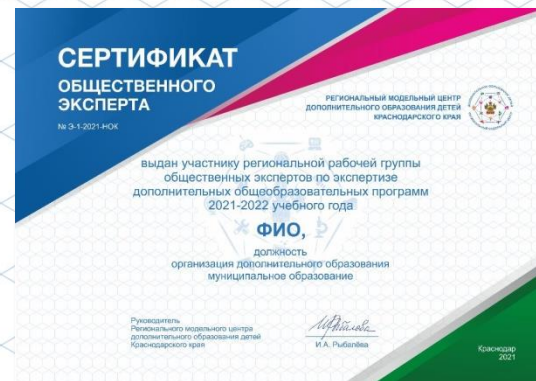 СЕРТИФИКАТ
ОБЩЕСТВЕННОГО
ЭКСПЕРТА
№ Э-1-2021-НОК
РЕГИОНАЛЬНЫЙ МОДЕЛЬНЫЙ ЦЕНТР
ДОПОЛНИТЕЛЬНОГО ОБРАЗОВАНИЯ ДЕТЕЙ
КРАСНОДАРСКОГО КРАЯ
выдан участнику региональной рабочей группы
общественных экспертов по экспертизе
дополнительных общеобразовательных программ
2021-2022 учебного года
ФИО,
должность
организация дополнительного образования
муниципальное образование
Руководитель
Регионального модельного центра
дополнительного образования детей
Краснодарского края
И.А. Рыбалёва
Краснодар
2021